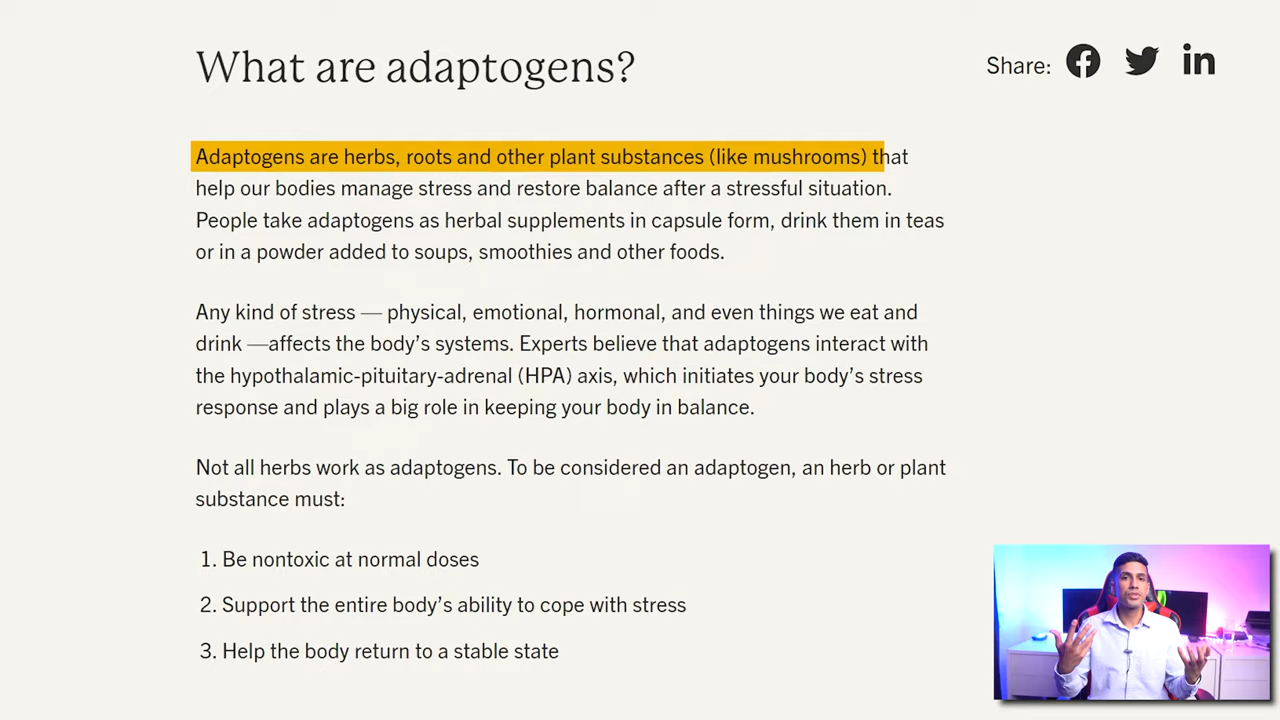 What are adaptogens?
Share:
Adaptogens are herbs, roots and other plant substances (like mushrooms) that
help our bodies manage stress and restore balance after a stressful situation.
People take adaptogens as herbal supplements in capsule form, drink them in teas
or in a powder added to soups, smoothies and other foods.
Any kind of stress — physical, emotional, hormonal, and even things we eat and
drink —affects the body’s systems. Experts believe that adaptogens interact with
the hypothalamic-pituitary-adrenal (HPA) axis, which initiates your body’s stress
response and plays a big role in keeping your body in balance.
Not all herbs work as adaptogens. To be considered an adaptogen, an herb or plant
substance must:
1. Be nontoxic at normal doses
2. Support the entire body’s ability to cope with stress
3. Help the body return to a stable state